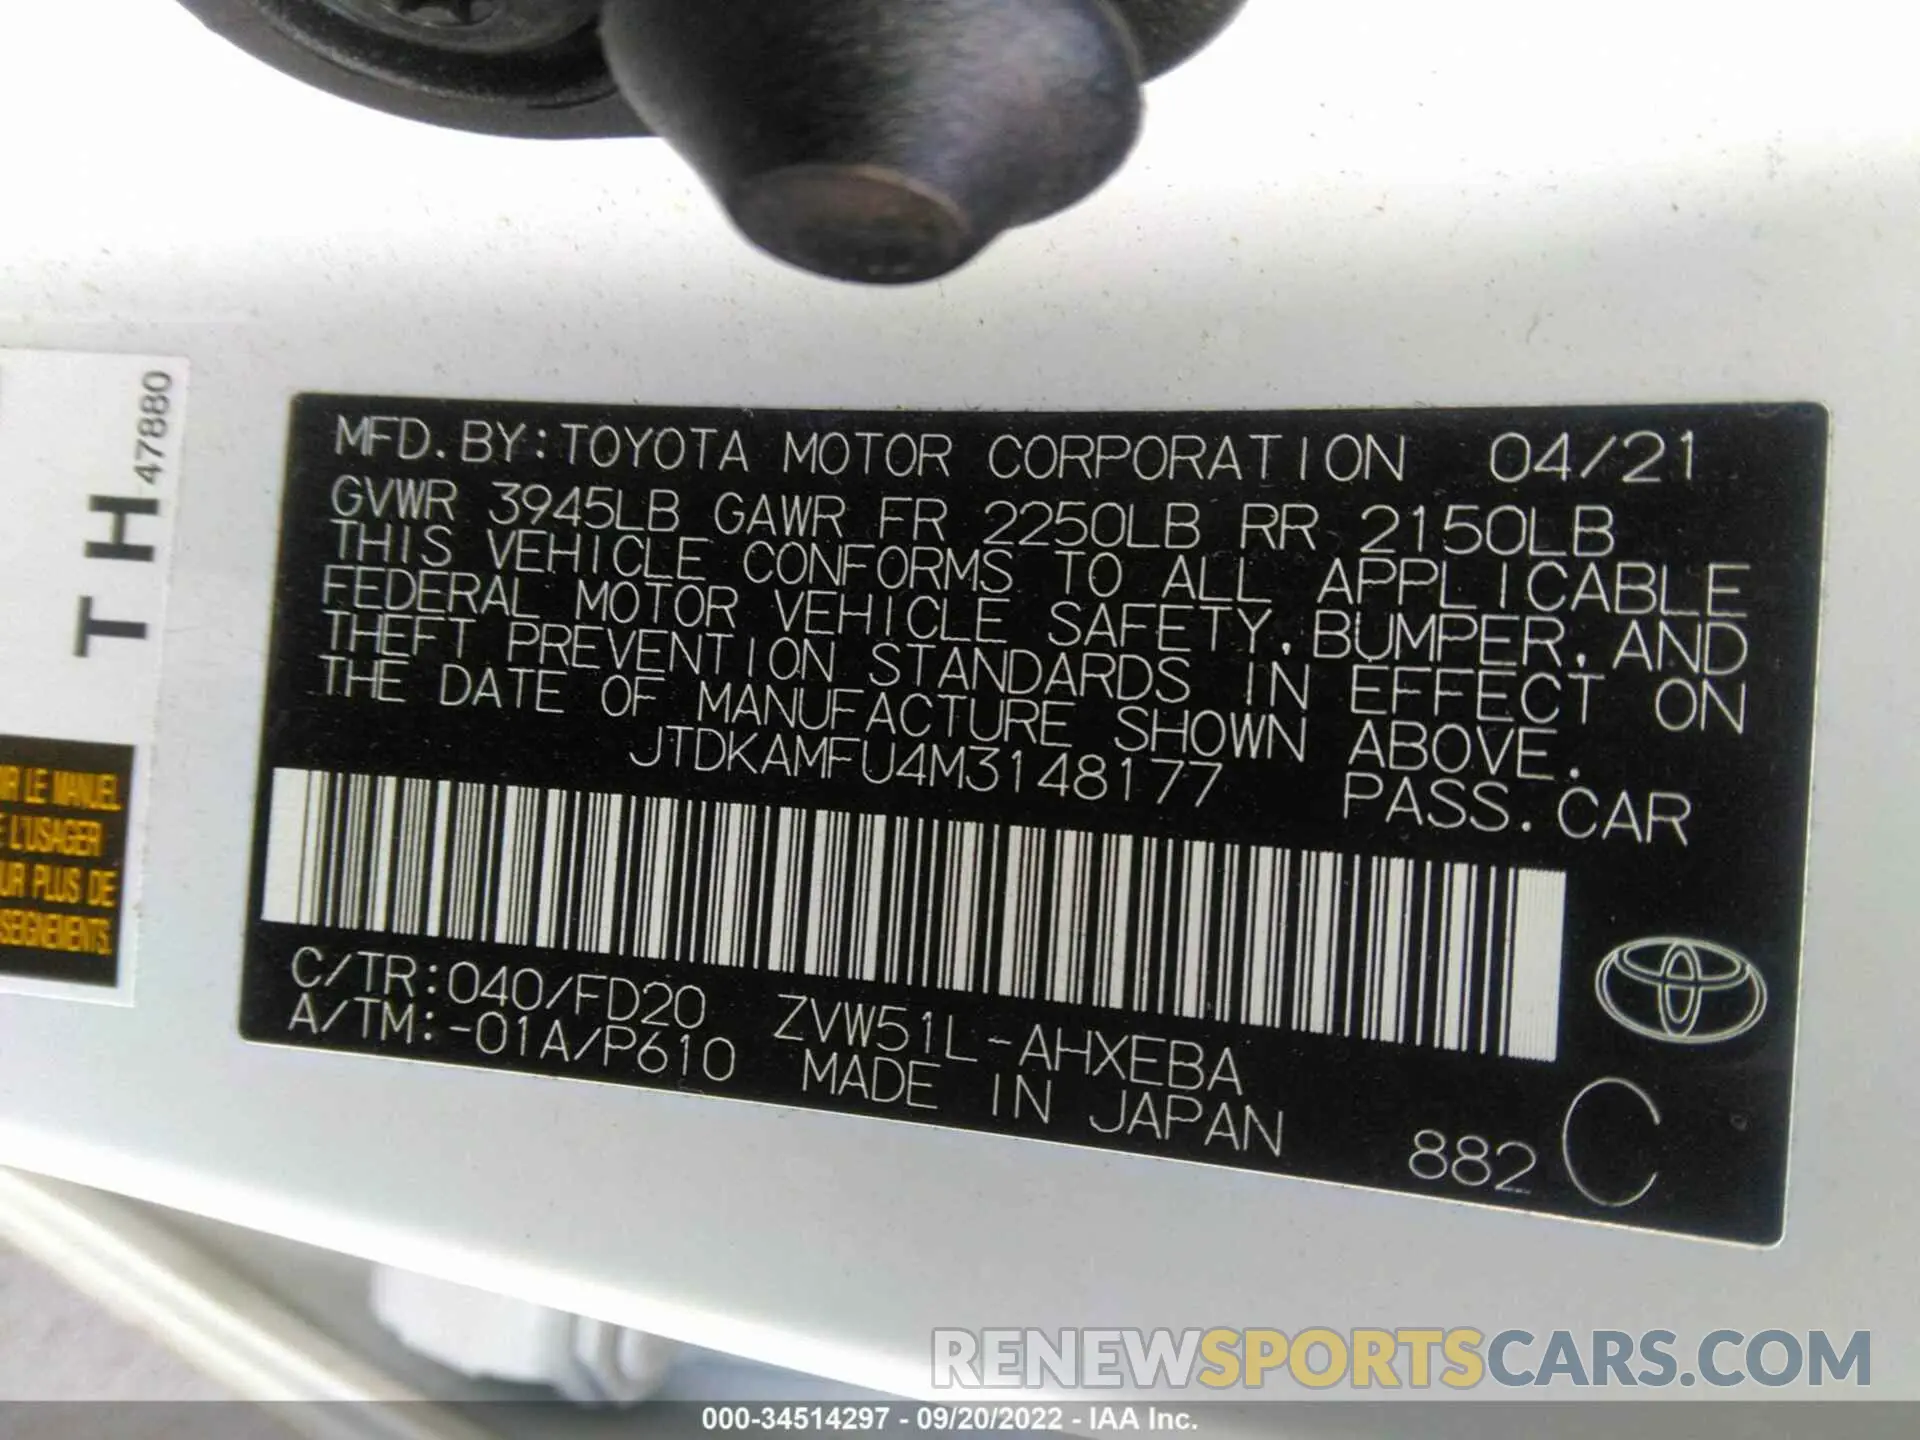 MFD. BY: TOYOTA MOTOR CORPORATION 04/21
GVWR 3945LB GAWR FR 2250LB RR 2150LB
THIS VEHICLE CONFORMS TO ALL APPLICABLE
FEDERAL MOTOR VEHICLE SAFETY, BUMPER, AND
THEFT PREVENTION STANDARDS IN EFFECT ON
THE DATE OF MANUFACTURE SHOWN ABOVE.
JTDKAMFU4M3148177 PASS. CAR
C/TR: 040/FD20 ZVW51L-AHXEBA
A/TM: -01A/P610 MADE IN JAPAN
882 C
TH 47880
LE MANUEL
L'USAGER
PLUS DE
RENEWSPORTSCARS.COM
000-34514297 - 09/20/2022 - IAA Inc.